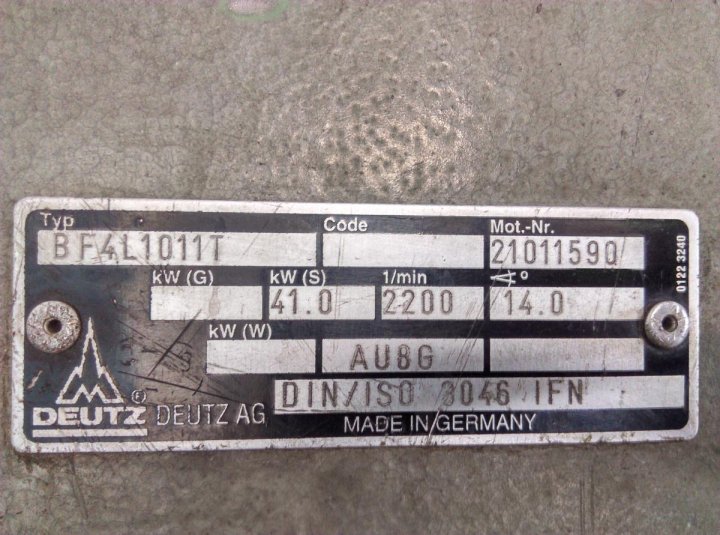 Typ Code Mot.-Nr.
BF4L1011T 21011590
kW (G) kW (S) 1/min °
41.0 2200 14.0
kW (W)
AU8G
DIN/ISO 3046 IFN
DEUTZ ® DEUTZ AG MADE IN GERMANY
0122 3240